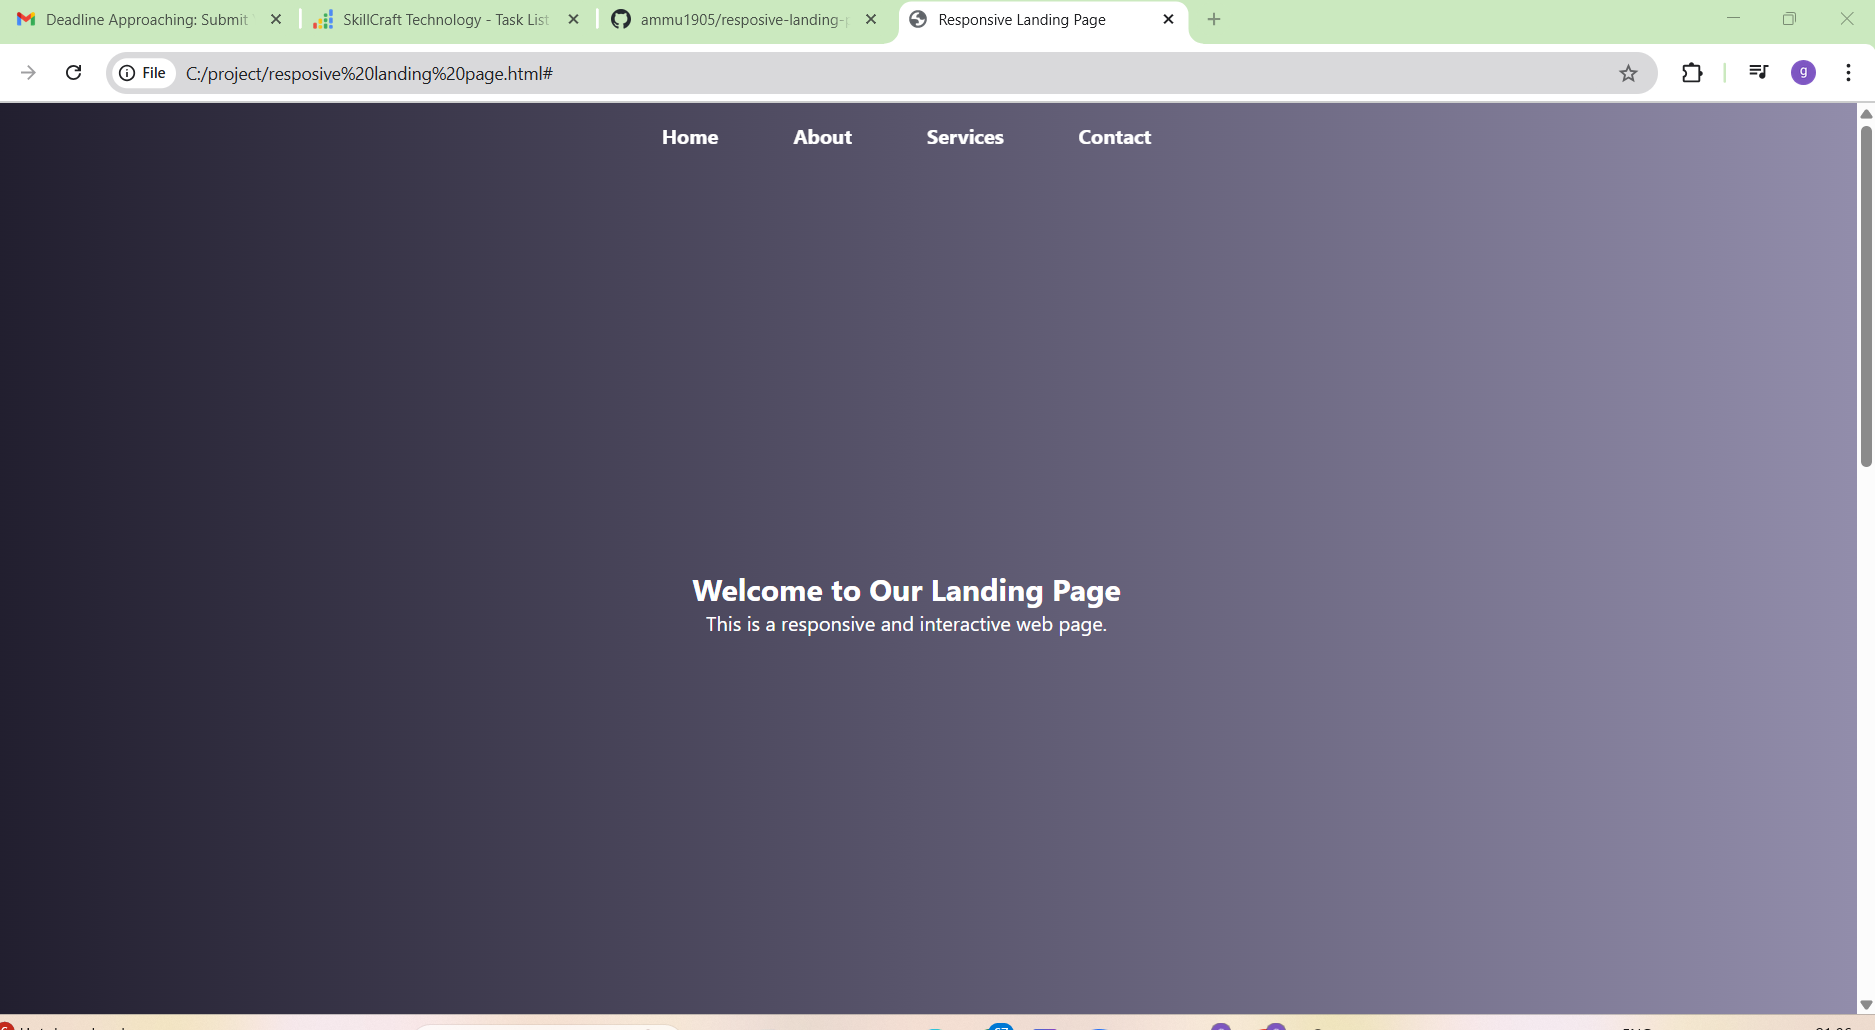 Deadline Approaching: Submit
SkillCraft Technology - Task List
ammu1905/resposive-landing-
Responsive Landing Page
File
C:/project/resposive%20landing%20page.html#
g
Home
About
Services
Contact
Welcome to Our Landing Page
This is a responsive and interactive web page.